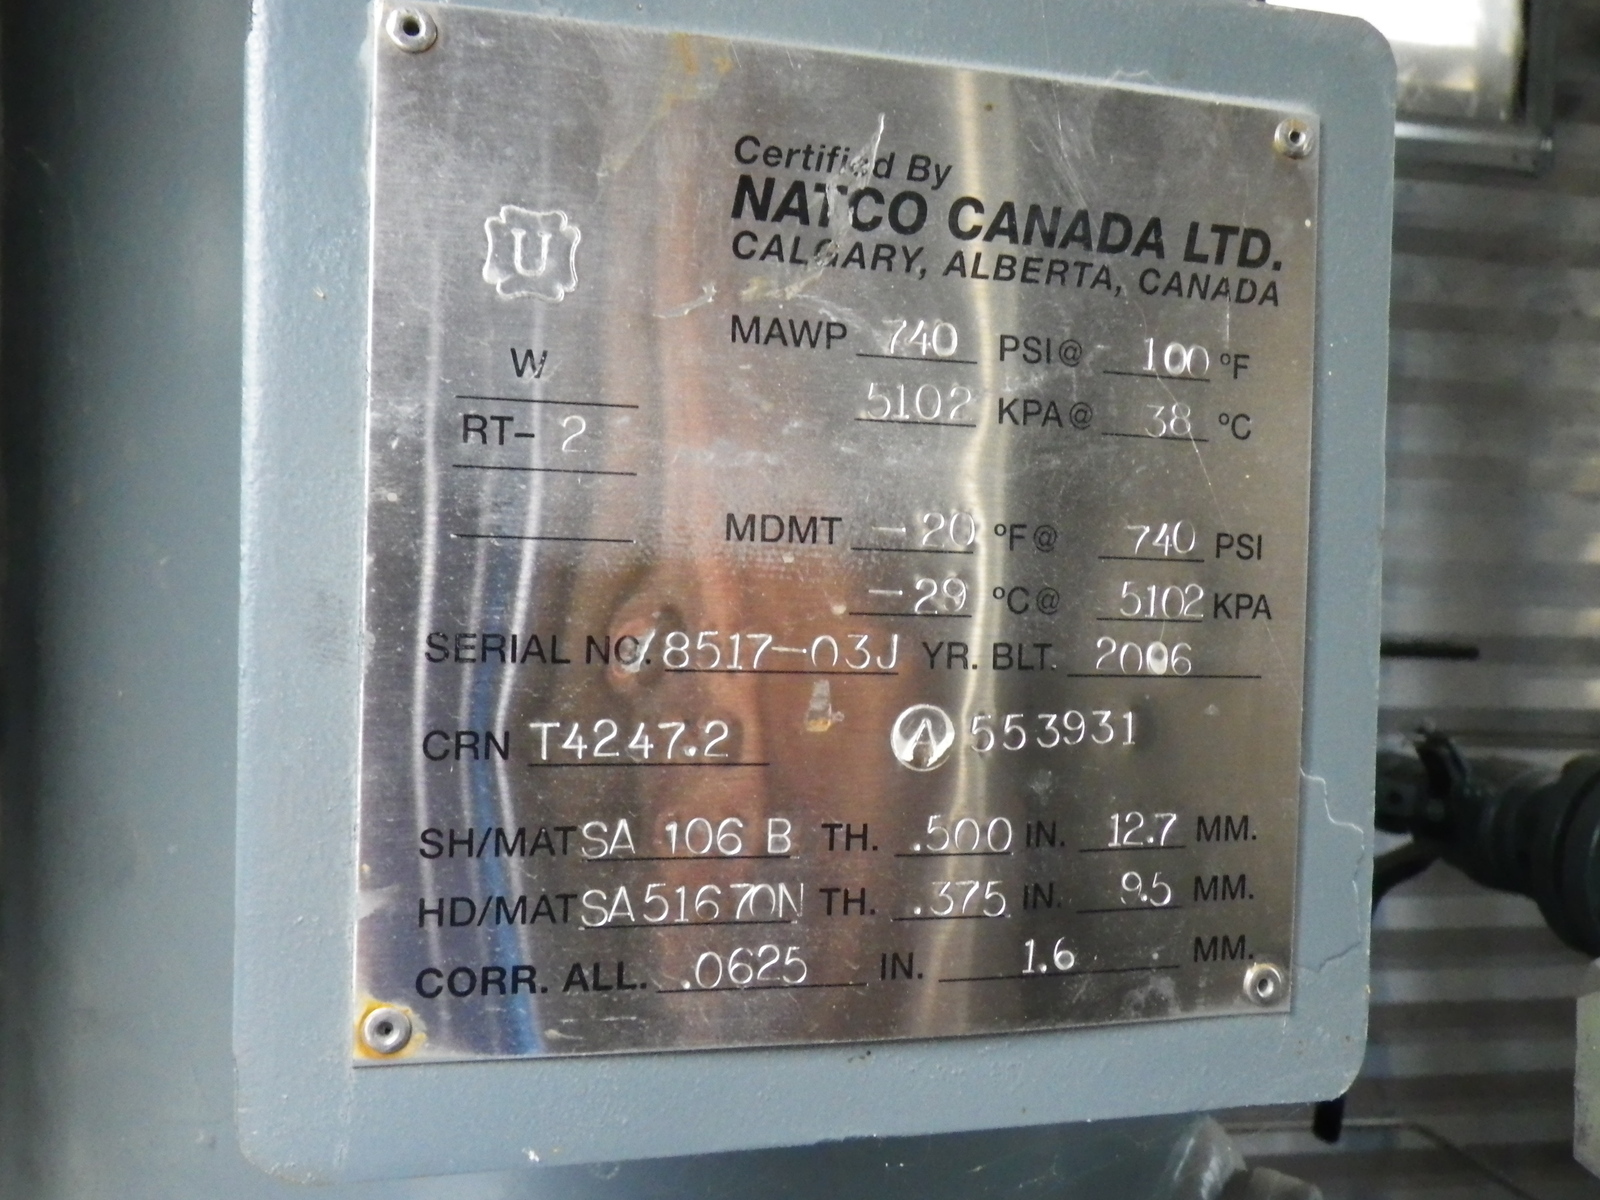 Certified By
NATCO CANADA LTD.
CALGARY, ALBERTA, CANADA
U
W
RT- 2
MAWP 740 PSI@ 100 °F
5102 KPA@ 38 °C
MDMT -20 °F@ 740 PSI
-29 °C@ 5102 KPA
SERIAL NO. 8517-03J YR. BLT. 2006
CRN T4247.2 A 553931
SH/MAT SA 106 B TH. .500 IN. 12.7 MM.
HD/MAT SA51670N TH. .375 IN. 9.5 MM.
CORR. ALL. .0625 IN. 1.6 MM.